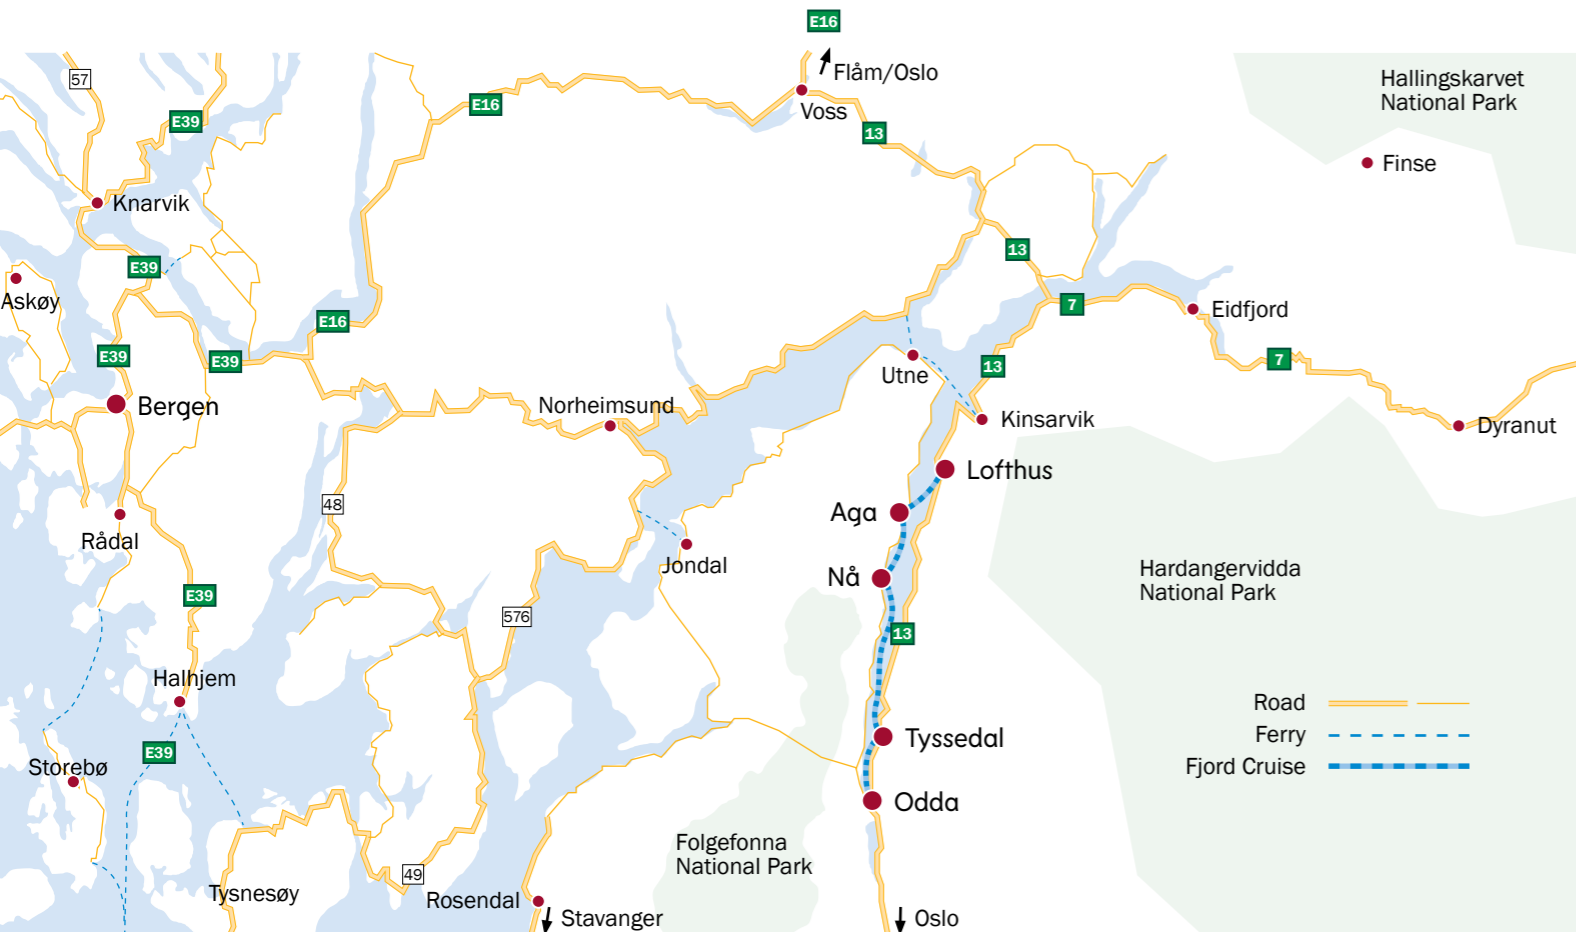 E16
Flåm/Oslo
Hallingskarvet
National Park
57
E16
Voss
E39
13
Finse
Knarvik
13
E39
Askøy
7
Eidfjord
E16
E39
E39
13
7
Utne
Bergen
Norheimsund
Kinsarvik
Dyranut
Lofthus
48
Aga
Rådal
Jondal
Nå
Hardangervidda
National Park
E39
576
13
Halhjem
Road
E39
Tyssedal
Ferry
Storebø
Fjord Cruise
Odda
Folgefonna
National Park
49
Tysnesøy
Rosendal
Stavanger
Oslo